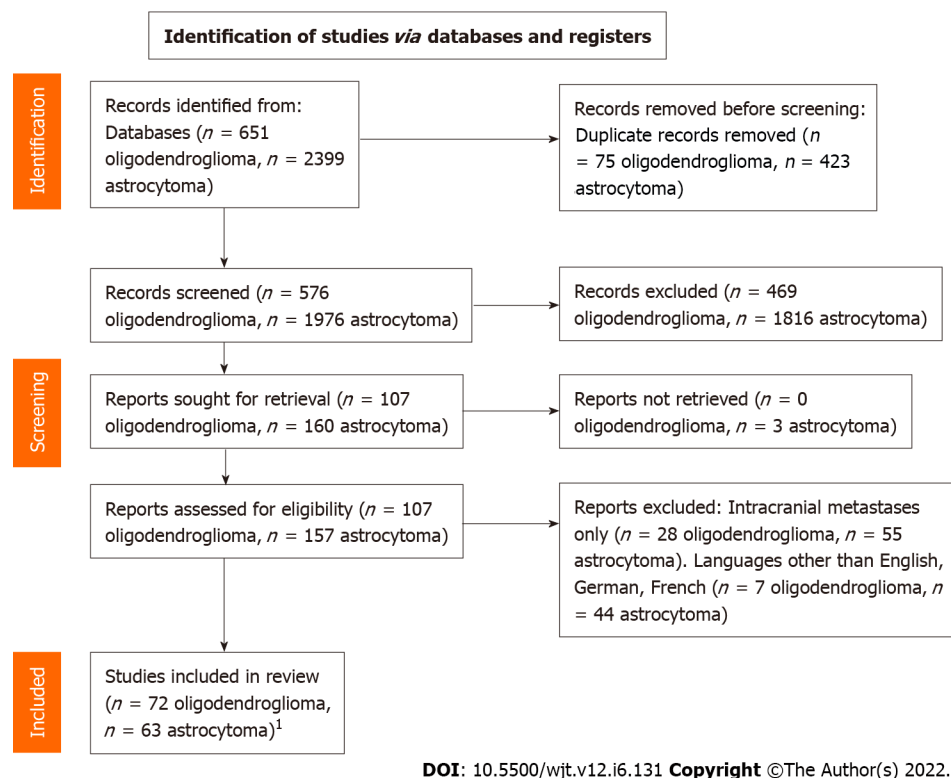 Identification of studies via databases and registers
Identification
Records identified from:
Databases (n = 651
oligodendroglioma, n = 2399
astrocytoma)
Records removed before screening:
Duplicate records removed (n
= 75 oligodendroglioma, n = 423
astrocytoma)
Records screened (n = 576
oligodendroglioma, n = 1976 astrocytoma)
Records excluded (n = 469
oligodendroglioma, n = 1816 astrocytoma)
Screening
Reports sought for retrieval (n = 107
oligodendroglioma, n = 160 astrocytoma)
Reports not retrieved (n = 0
oligodendroglioma, n = 3 astrocytoma)
Reports assessed for eligibility (n = 107
oligodendroglioma, n = 157 astrocytoma)
Reports excluded: Intracranial metastases
only (n = 28 oligodendroglioma, n = 55
astrocytoma). Languages other than English,
German, French (n = 7 oligodendroglioma, n
= 44 astrocytoma)
Included
Studies included in review
(n = 72 oligodendroglioma,
n = 63 astrocytoma)¹
DOI: 10.5500/wjt.v12.i6.131 Copyright ©The Author(s) 2022.